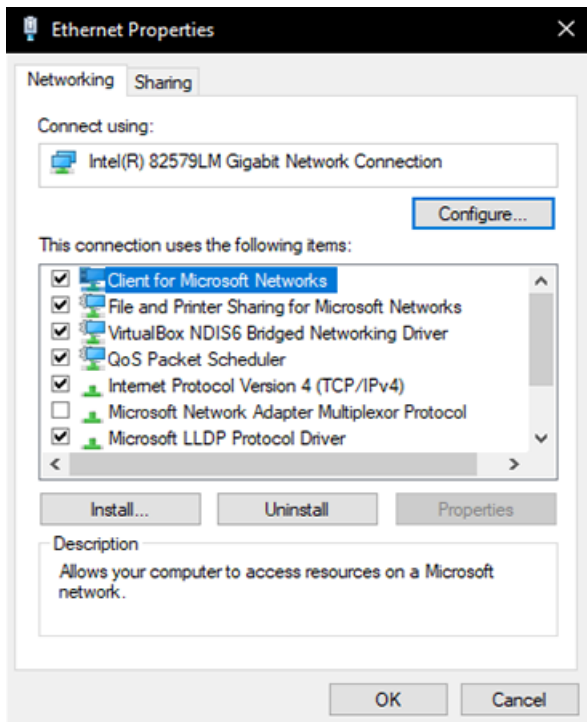 Ethernet Properties
Networking
Sharing
Connect using:
Intel(R) 82579LM Gigabit Network Connection
Configure...
This connection uses the following items:
Client for Microsoft Networks
File and Printer Sharing for Microsoft Networks
VirtualBox NDIS6 Bridged Networking Driver
QoS Packet Scheduler
Internet Protocol Version 4 (TCP/IPv4)
Microsoft Network Adapter Multiplexor Protocol
Microsoft LLDP Protocol Driver
Install...
Uninstall
Properties
Description
Allows your computer to access resources on a Microsoft
network.
OK
Cancel